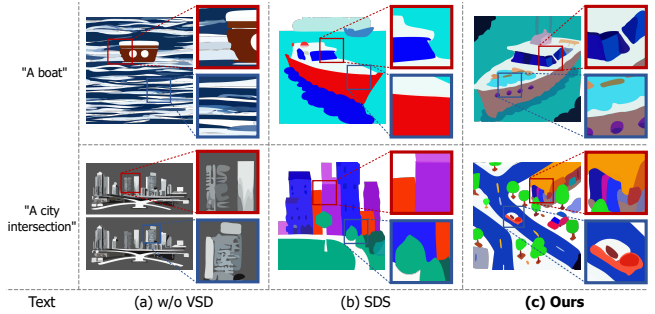 "A boat"
"A city
intersection"
Text
(a) w/o VSD
(b) SDS
(c) Ours